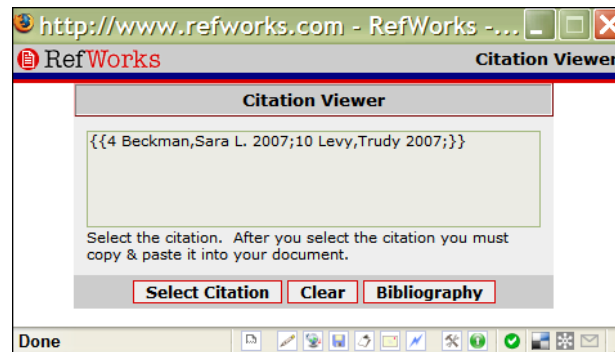 http://www.refworks.com - RefWorks -...
RefWorks
Citation Viewer
Citation Viewer
{{4 Beckman,Sara L. 2007;10 Levy,Trudy 2007;}}
Select the citation. After you select the citation you must
copy & paste it into your document.
Select Citation Clear Bibliography
Done